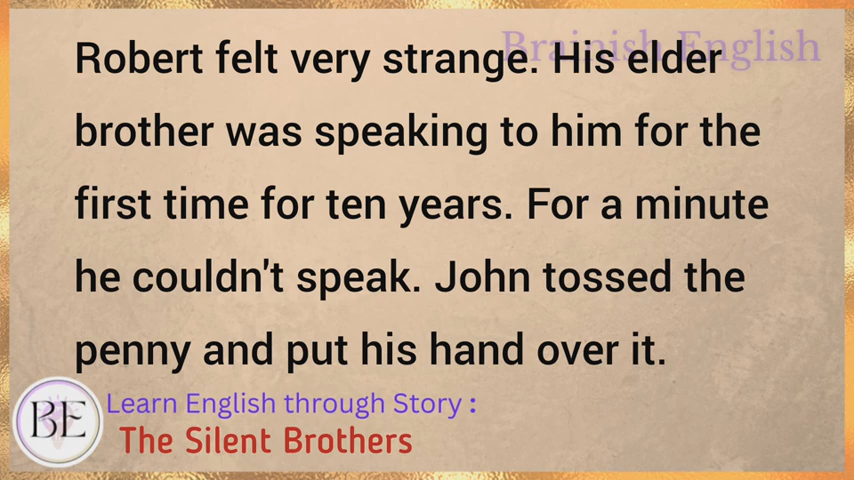 Brainish English
Robert felt very strange. His elder
brother was speaking to him for the
first time for ten years. For a minute
he couldn't speak. John tossed the
penny and put his hand over it.
BE
Learn English through Story :
The Silent Brothers